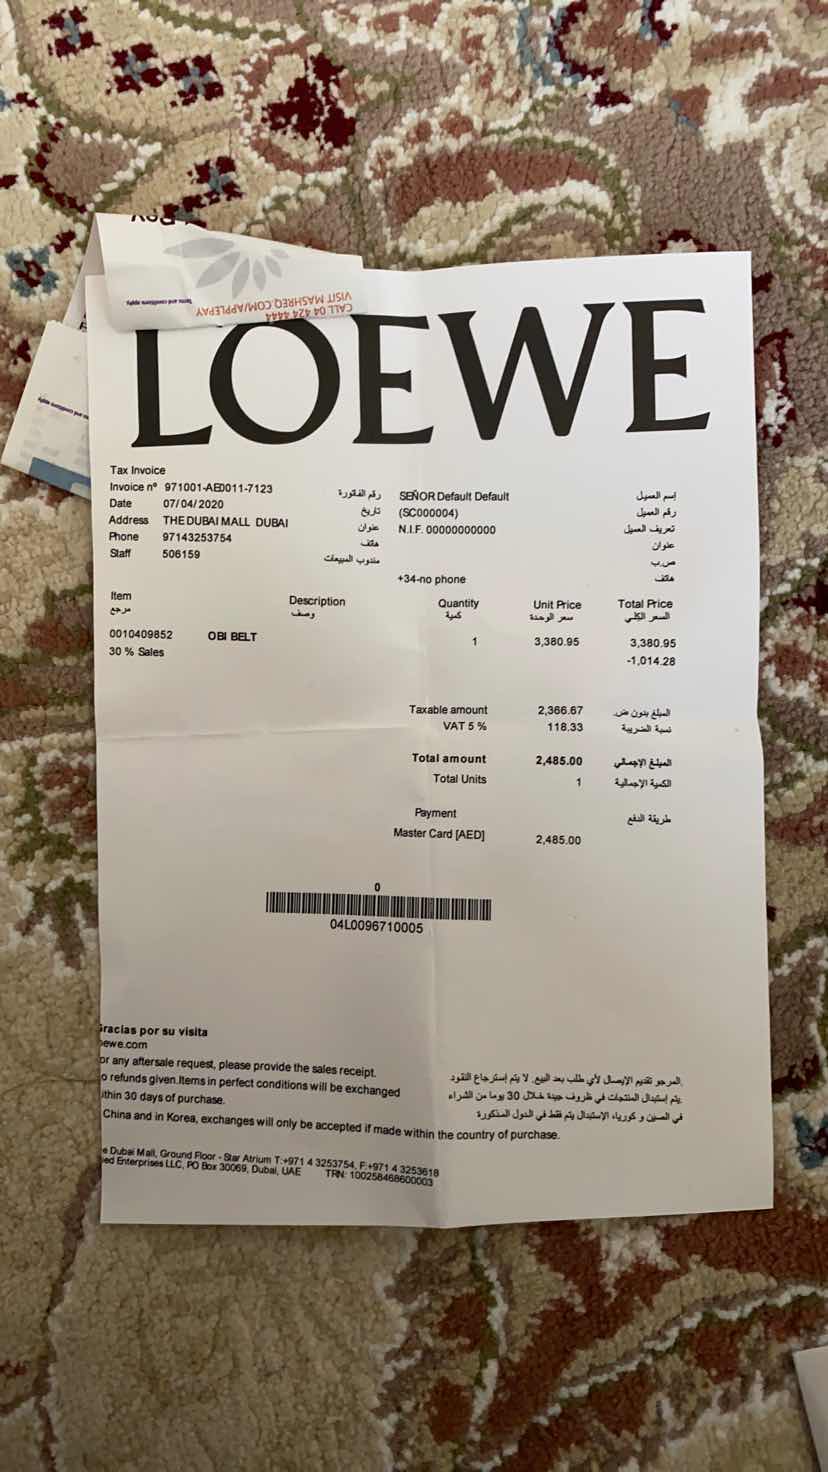 VISIT MASHREQ.COM/APPLEPAY
CALL 04 424 4444
Terms and conditions apply
LOEWE
Tax Invoice
Invoice nº 971001-AE0011-7123 رقم الفاتورة
Date 07/04/2020 تاريخ
Address THE DUBAI MALL DUBAI عنوان
Phone 97143253754 هاتف
Staff 506159 مندوب المبيعات
SEÑOR Default Default إسم العميل
(SC000004) رقم العميل
N.I.F. 00000000000 تعريف العميل
عنوان
ص.ب
+34-no phone هاتف
Item Description Quantity Unit Price Total Price
مرجع وصف كمية سعر الوحدة السعر الكلي
0010409852 OBI BELT 1 3,380.95 3,380.95
30 % Sales -1,014.28
Taxable amount 2,366.67 المبلغ بدون ض.
VAT 5 % 118.33 نسبة الضريبة
Total amount 2,485.00 المبلغ الإجمالي
Total Units 1 الكمية الإجمالية
Payment طريقة الدفع
Master Card [AED] 2,485.00
0
04L0096710005
Gracias por su visita
oewe.com
or any aftersale request, please provide the sales receipt.
o refunds given.Items in perfect conditions will be exchanged
ithin 30 days of purchase.
China and in Korea, exchanges will only be accepted if made within the country of purchase.
المرجو تقديم الإيصال لأي طلب بعد البيع. لا يتم إسترجاع النقود.
يتم إستبدال المنتجات في ظروف جيدة خلال 30 يوما من الشراء.
في الصين و كورياء الإستبدال يتم فقط في الدول المذكورة
e Dubai Mall, Ground Floor - Star Atrium T:+971 4 3253754, F:+971 4 3253618
ied Enterprises LLC, PO Box 30069, Dubai, UAE TRN: 100258468600003